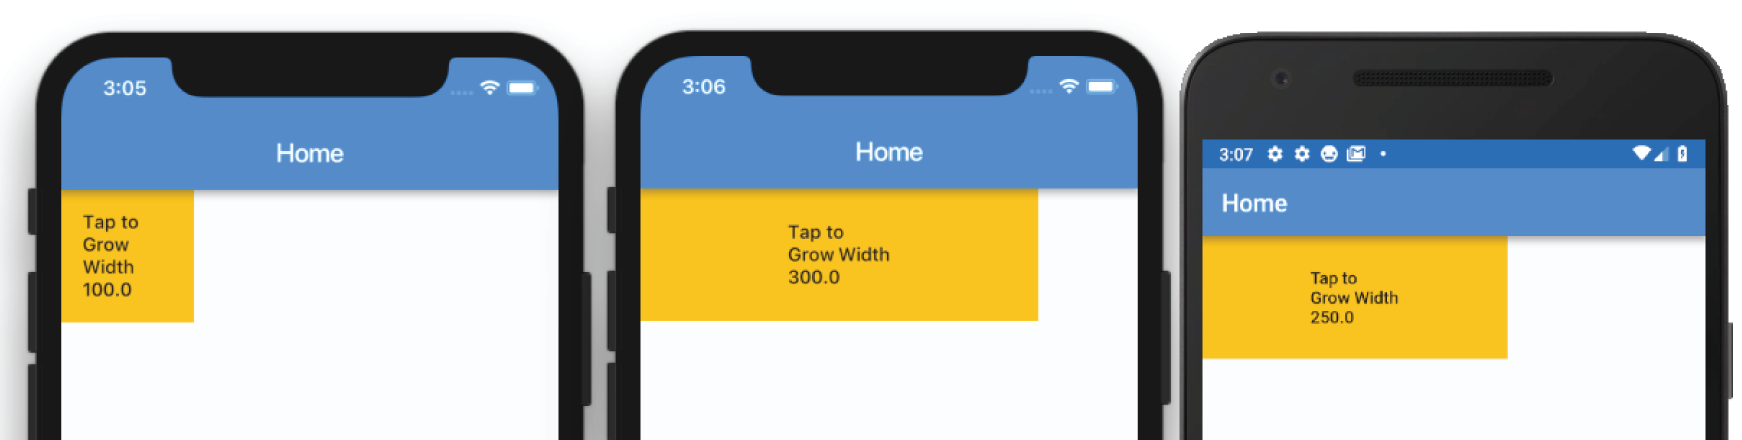 3:05
Home
Tap to
Grow
Width
100.0
3:06
Home
Tap to
Grow Width
300.0
3:07
Home
Tap to
Grow Width
250.0